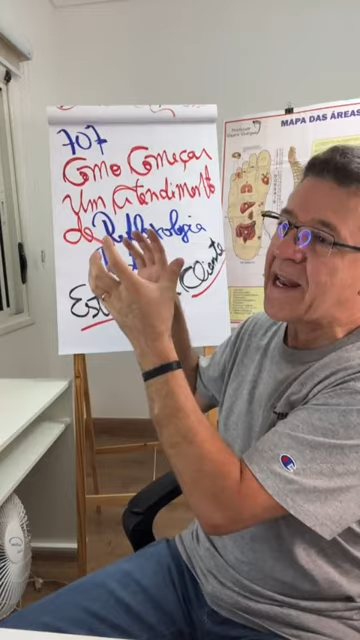 707
Como Começar
Um Atendimento
de Reflexologia
Cliente
MAPA DAS ÁREAS